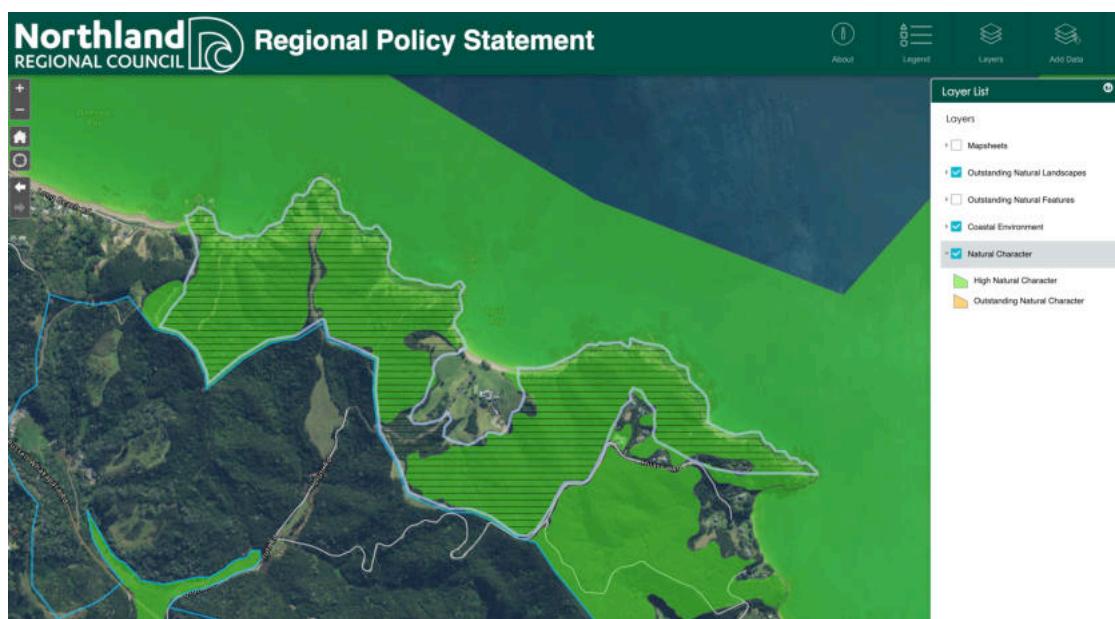 Northland
REGIONAL COUNCIL
Regional Policy Statement
About
Legend
Layers
Add Data
Layer List
Layers
Mapsheets
Outstanding Natural Landscapes
Outstanding Natural Features
Coastal Environment
Natural Character
High Natural Character
Outstanding Natural Character